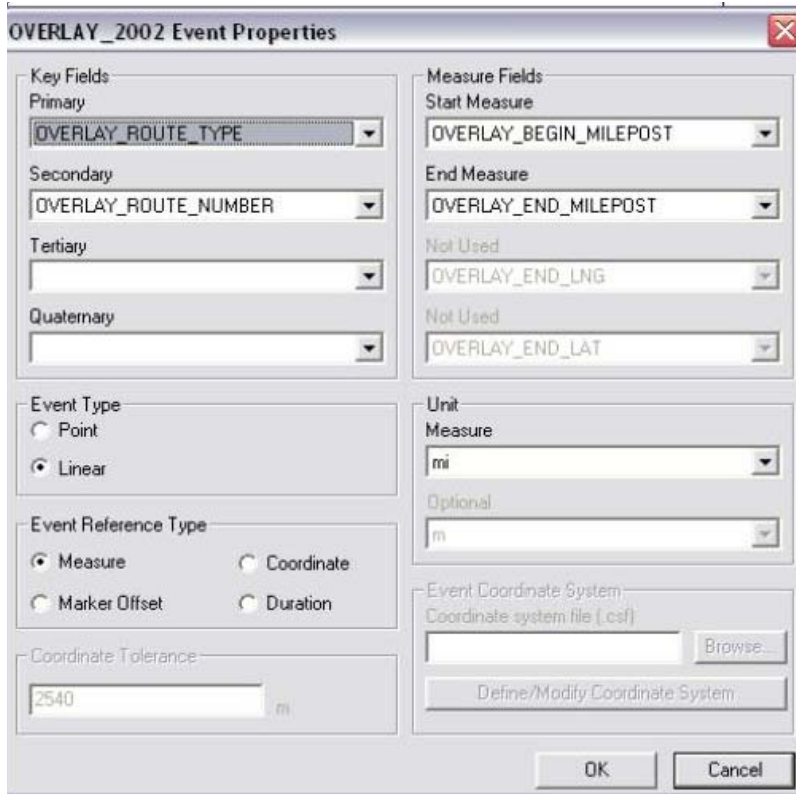 OVERLAY_2002 Event Properties
Key Fields
Primary
OVERLAY_ROUTE_TYPE
Secondary
OVERLAY_ROUTE_NUMBER
Tertiary
Quaternary
Measure Fields
Start Measure
OVERLAY_BEGIN_MILEPOST
End Measure
OVERLAY_END_MILEPOST
Not Used
OVERLAY_END_LNG
Not Used
OVERLAY_END_LAT
Event Type
Point
Linear
Unit
Measure
mi
Optional
m
Event Reference Type
Measure
Coordinate
Marker Offset
Duration
Event Coordinate System
Coordinate system file (.csf)
Browse...
Define/Modify Coordinate System
Coordinate Tolerance
2540
m
OK
Cancel